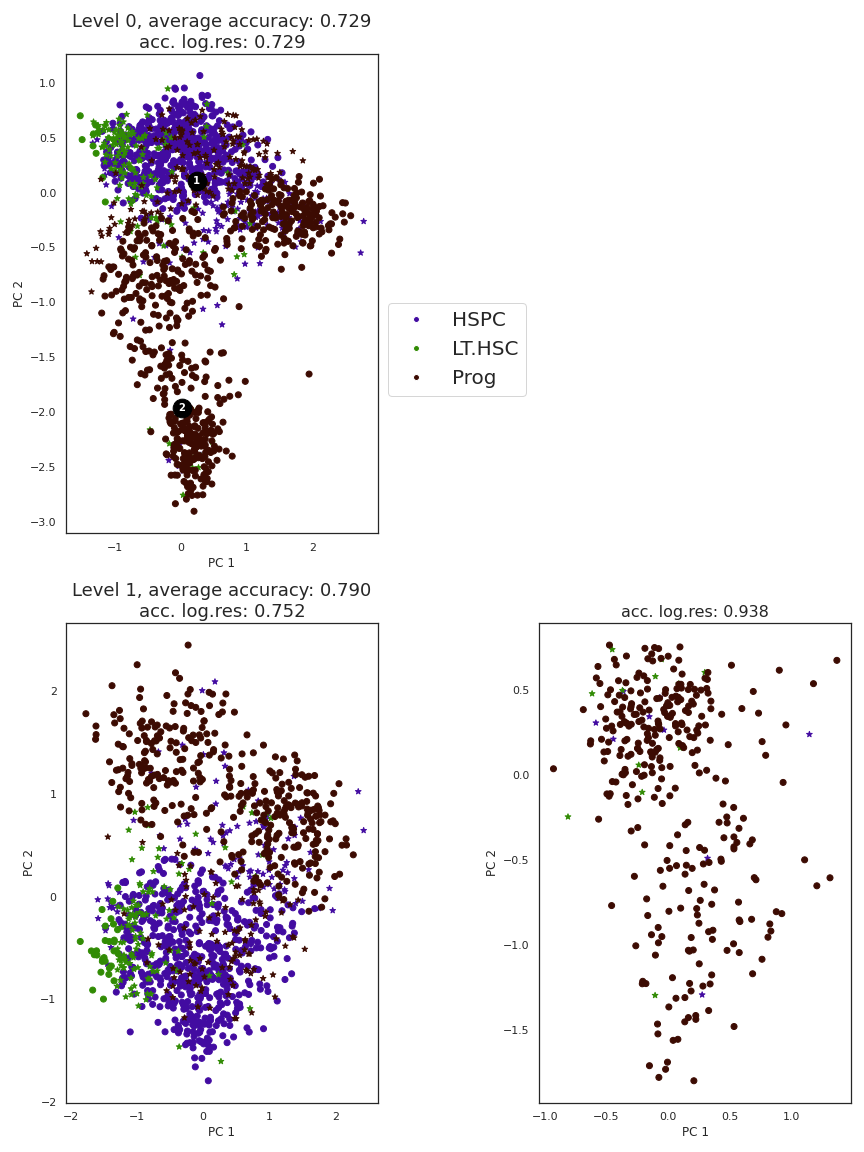 Level 0, average accuracy: 0.729
acc. log.res: 0.729
1.0
0.5
0.0
−0.5
−1.0
−1.5
−2.0
−2.5
−3.0
PC 2
1
2
−1
0
1
2
PC 1
HSPC
LT.HSC
Prog
Level 1, average accuracy: 0.790
acc. log.res: 0.752
2
1
0
−1
−2
PC 2
−2
−1
0
1
2
PC 1
acc. log.res: 0.938
0.5
0.0
−0.5
−1.0
−1.5
PC 2
−1.0
−0.5
0.0
0.5
1.0
PC 1